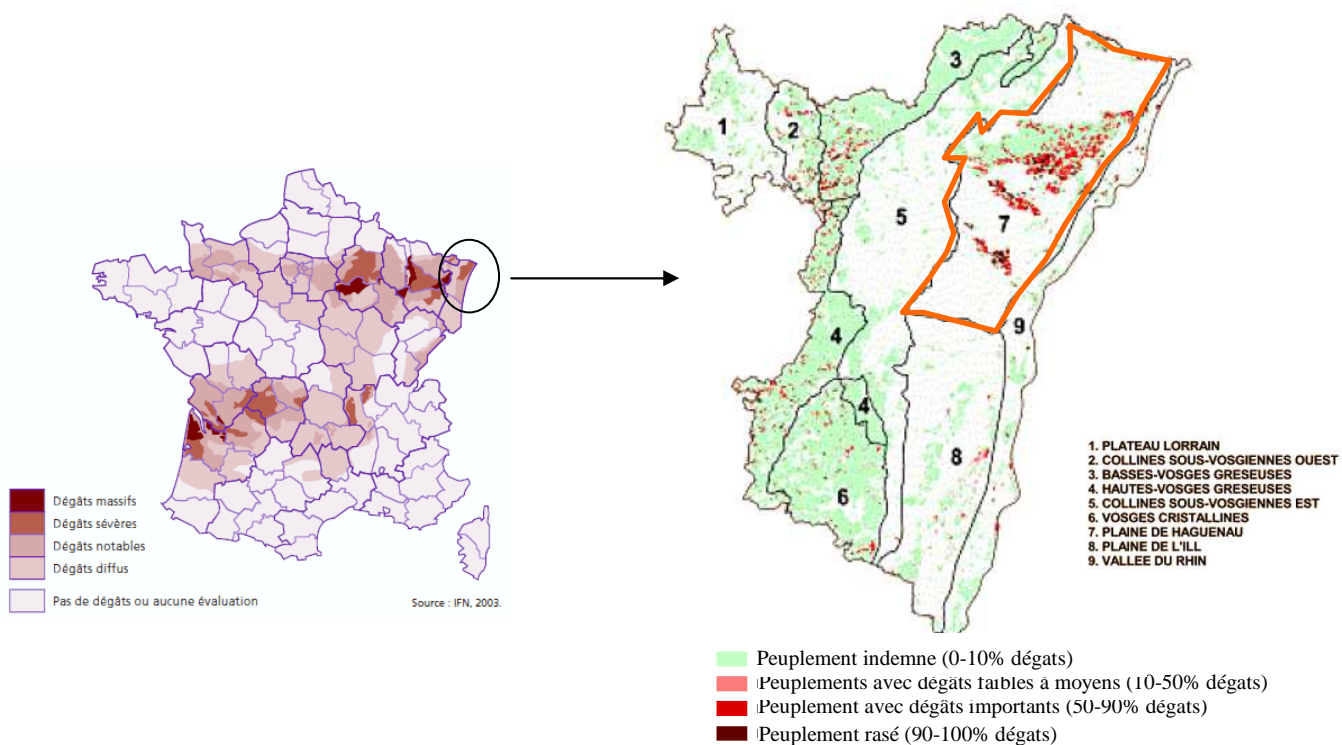 Dégâts massifs
Dégâts sévères
Dégâts notables
Dégâts diffus
Pas de dégâts ou aucune évaluation
Source : IFN, 2003.
1
2
3
4
4
5
6
7
8
9
1. PLATEAU LORRAIN
2. COLLINES SOUS-VOSGIENNES OUEST
3. BASSES-VOSGES GRESEUSES
4. HAUTES-VOSGES GRESEUSES
5. COLLINES SOUS-VOSGIENNES EST
6. VOSGES CRISTALLINES
7. PLAINE DE HAGUENAU
8. PLAINE DE L'ILL
9. VALLEE DU RHIN
Peuplement indemne (0-10% dégats)
Peuplements avec dégâts faibles à moyens (10-50% dégats)
Peuplement avec dégâts importants (50-90% dégats)
Peuplement rasé (90-100% dégats)